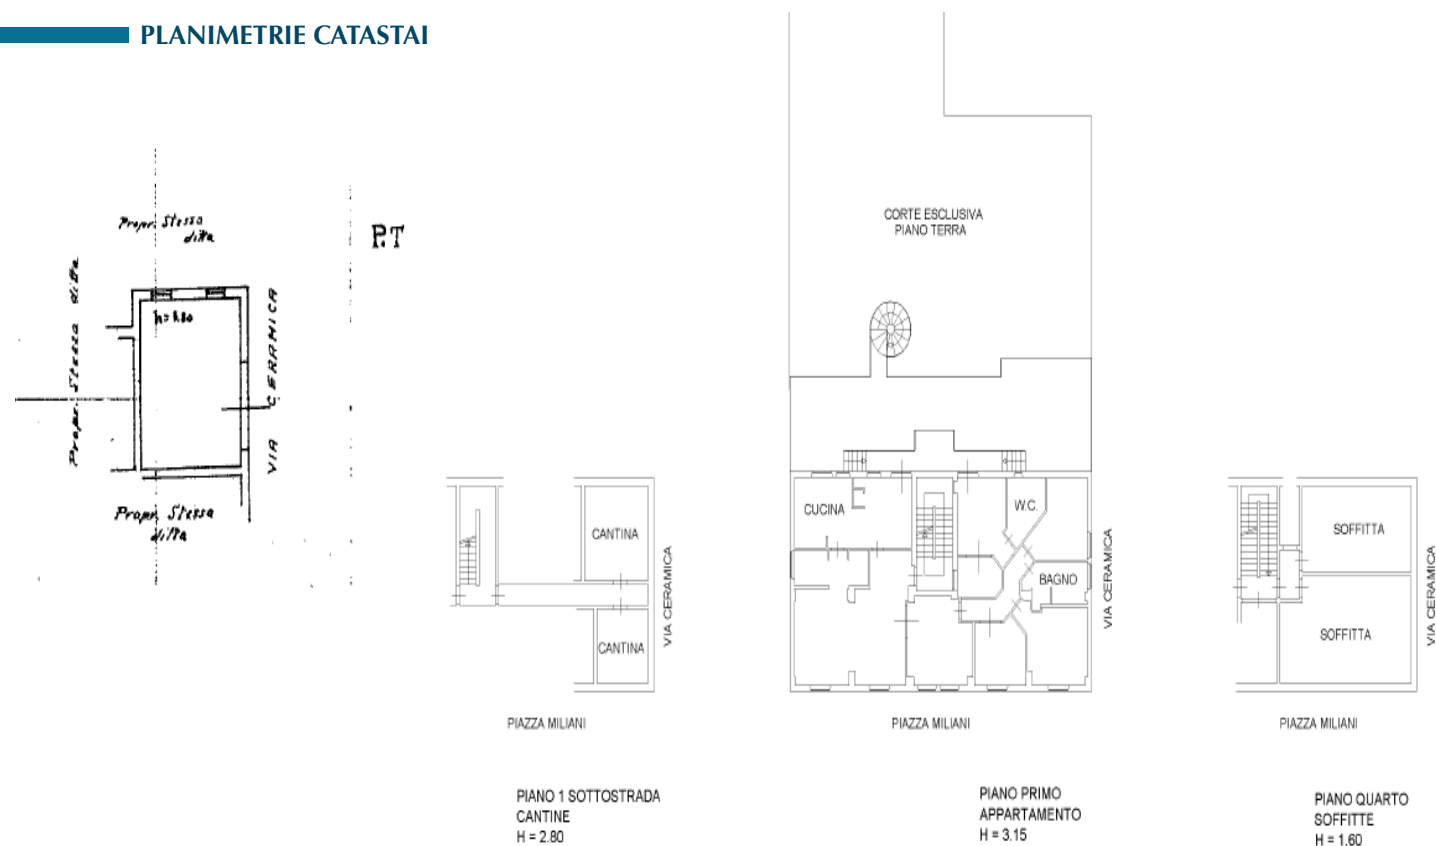 PLANIMETRIE CATASTAI
Propr. Stessa
ditta
P.T
Propr. Stessa ditta
VIA CERAMICA
Propr. Stessa
ditta
CANTINA
CANTINA
VIA CERAMICA
PIAZZA MILIANI
PIANO 1 SOTTOSTRADA
CANTINE
H = 2.80
CORTE ESCLUSIVA
PIANO TERRA
CUCINA
W.C.
BAGNO
VIA CERAMICA
PIAZZA MILIANI
PIANO PRIMO
APPARTAMENTO
H = 3.15
SOFFITTA
SOFFITTA
VIA CERAMICA
PIAZZA MILIANI
PIANO QUARTO
SOFFITTE
H = 1.60